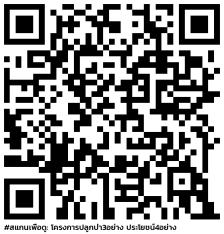 #สแกนเพื่อดู: โครงการปลูกป่า3อย่าง ประโยชน์4อย่าง